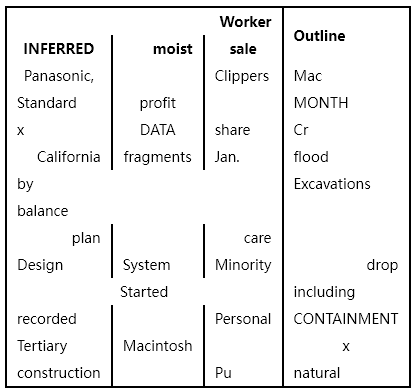 Worker Outline
INFERRED moist sale
Panasonic, Clippers Mac
Standard profit MONTH
x DATA share Cr
California fragments Jan. flood
by Excavations
balance
plan care
Design System Minority drop
Started including
recorded Personal CONTAINMENT
Tertiary Macintosh x
construction Pu natural